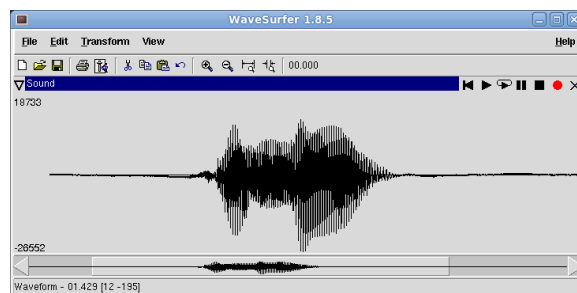 WaveSurfer 1.8.5
File Edit Transform View Help
00.000
Sound
18733
-26552
Waveform - 01.429 [12 -195]